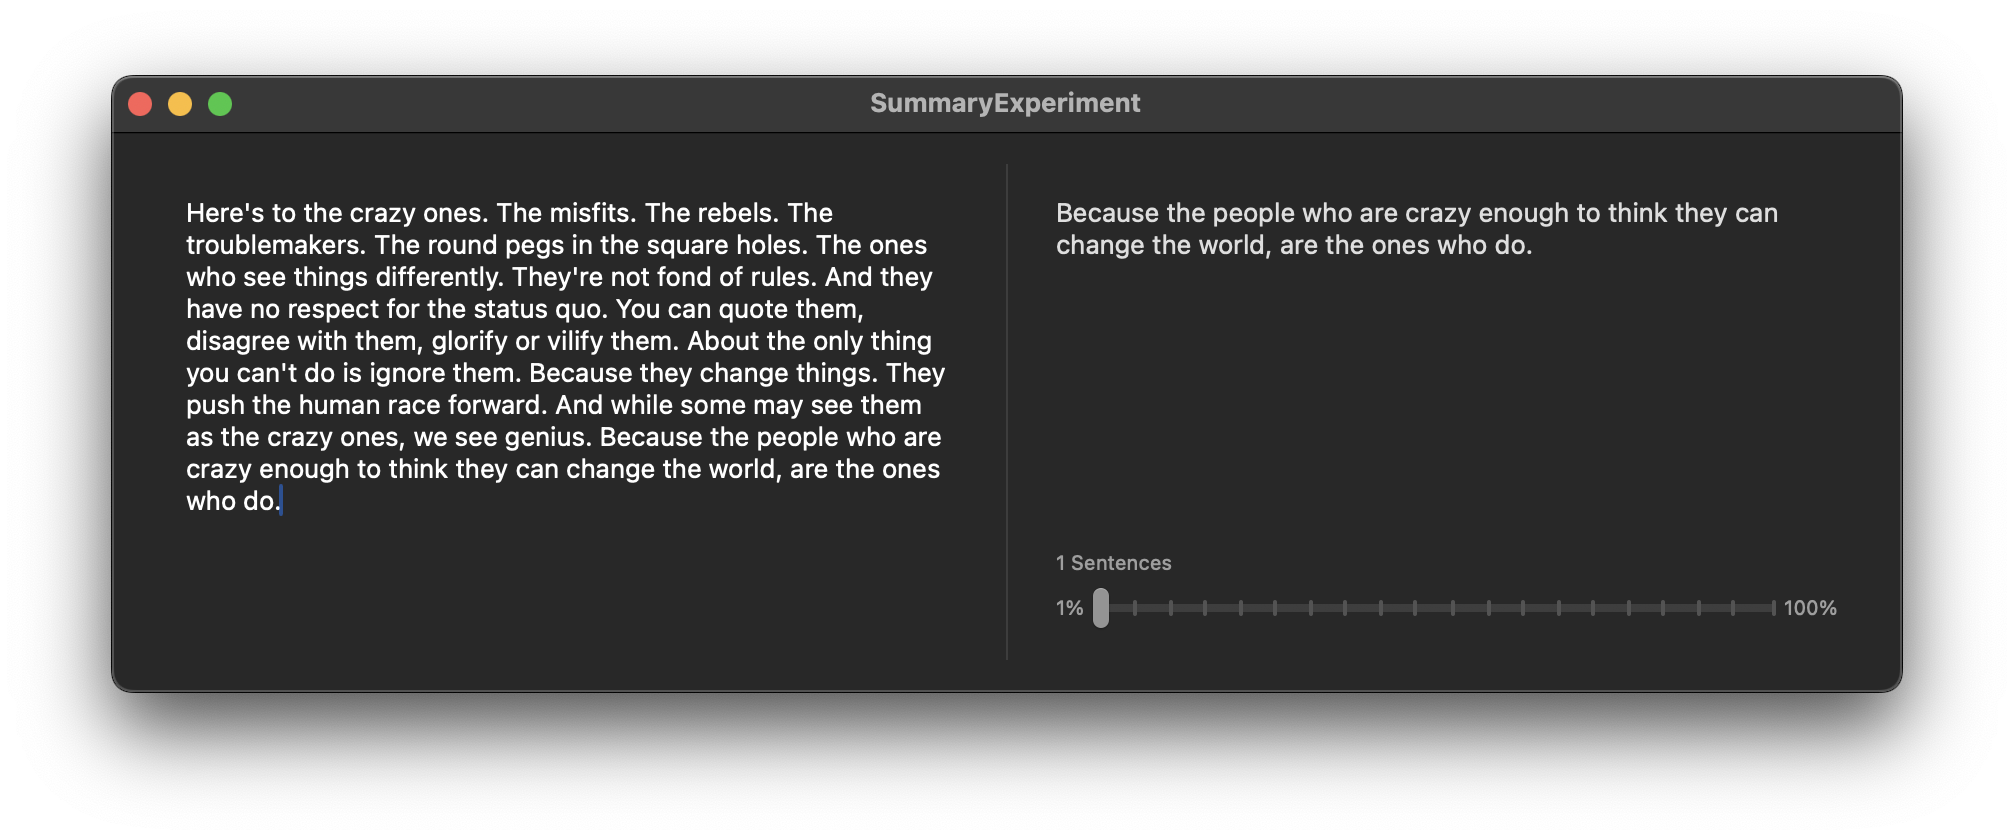 SummaryExperiment
Here's to the crazy ones. The misfits. The rebels. The
troublemakers. The round pegs in the square holes. The ones
who see things differently. They're not fond of rules. And they
have no respect for the status quo. You can quote them,
disagree with them, glorify or vilify them. About the only thing
you can't do is ignore them. Because they change things. They
push the human race forward. And while some may see them
as the crazy ones, we see genius. Because the people who are
crazy enough to think they can change the world, are the ones
who do.
Because the people who are crazy enough to think they can
change the world, are the ones who do.
1 Sentences
1% 100%